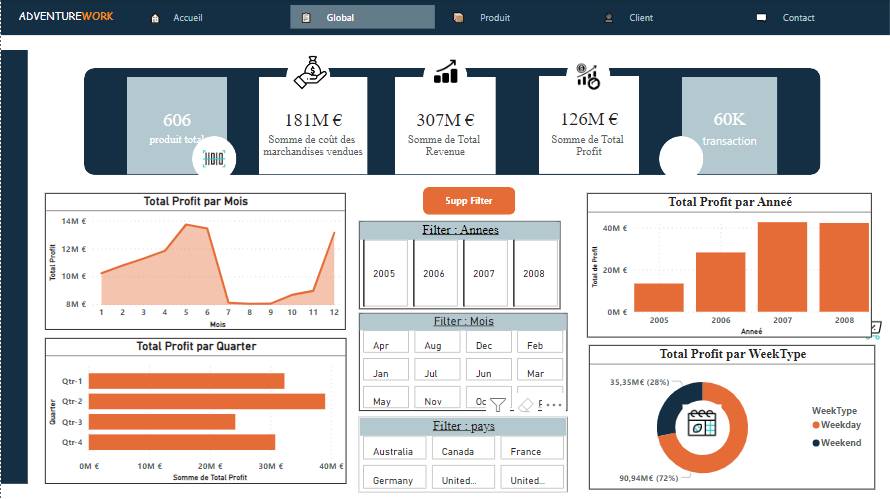 ADVENTUREWORK
Accueil
Global
Produit
Client
Contact
606
produit total
181M €
Somme de coût des
marchandises vendues
307M €
Somme de Total
Revenue
126M €
Somme de Total
Profit
60K
transaction
Total Profit par Mois
Total Profit
14M €
12M €
10M €
8M €
1 2 3 4 5 6 7 8 9 10 11 12
Mois
Supp Filter
Filter : Annees
2005 2006 2007 2008
Total Profit par Anneé
Total de Profit
40M €
20M €
0M €
2005 2006 2007 2008
Anneé
Filter : Mois
Apr Aug Dec Feb
Jan Jul Jun Mar
May Nov Oc
Total Profit par Quarter
Quarter
Qtr-1
Qtr-2
Qtr-3
Qtr-4
0M € 10M € 20M € 30M € 40M €
Somme de Total Profit
Filter : pays
Australia Canada France
Germany United... United...
Total Profit par WeekType
35,35M€ (28%)
90,94M€ (72%)
WeekType
Weekday
Weekend